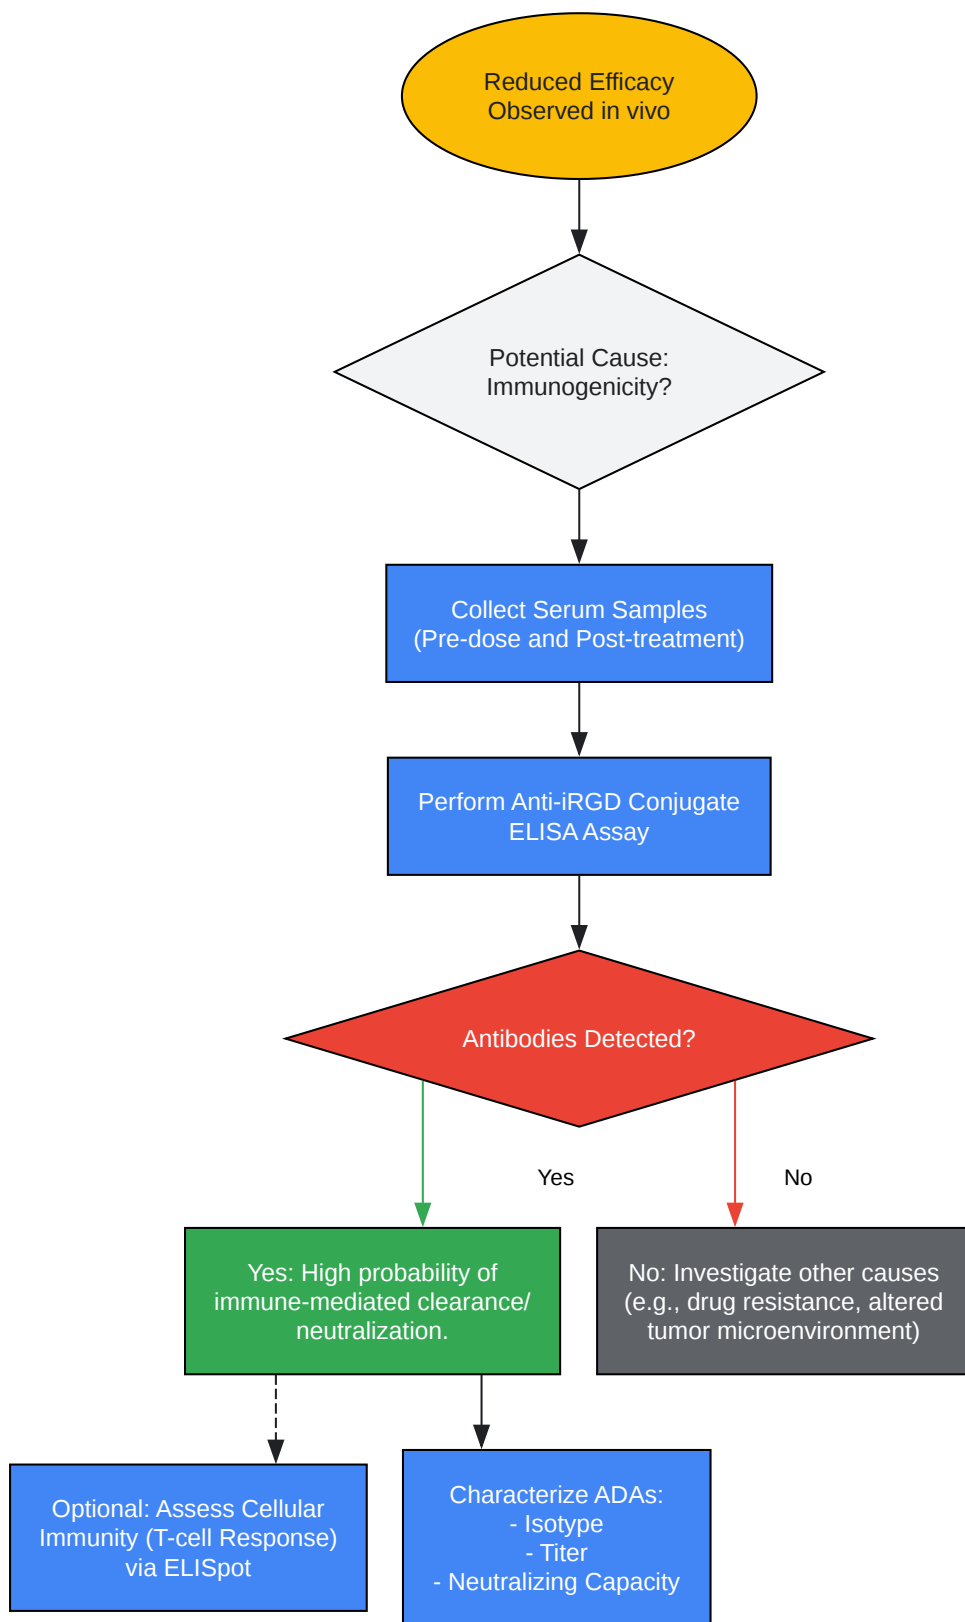 Reduced Efficacy
Observed in vivo
Potential Cause:
Immunogenicity?
Collect Serum Samples
(Pre-dose and Post-treatment)
Perform Anti-iRGD Conjugate
ELISA Assay
Antibodies Detected?
Yes
No
Yes: High probability of
immune-mediated clearance/
neutralization.
No: Investigate other causes
(e.g., drug resistance, altered
tumor microenvironment)
Optional: Assess Cellular
Immunity (T-cell Response)
via ELISpot
Characterize ADAs:
- Isotype
- Titer
- Neutralizing Capacity